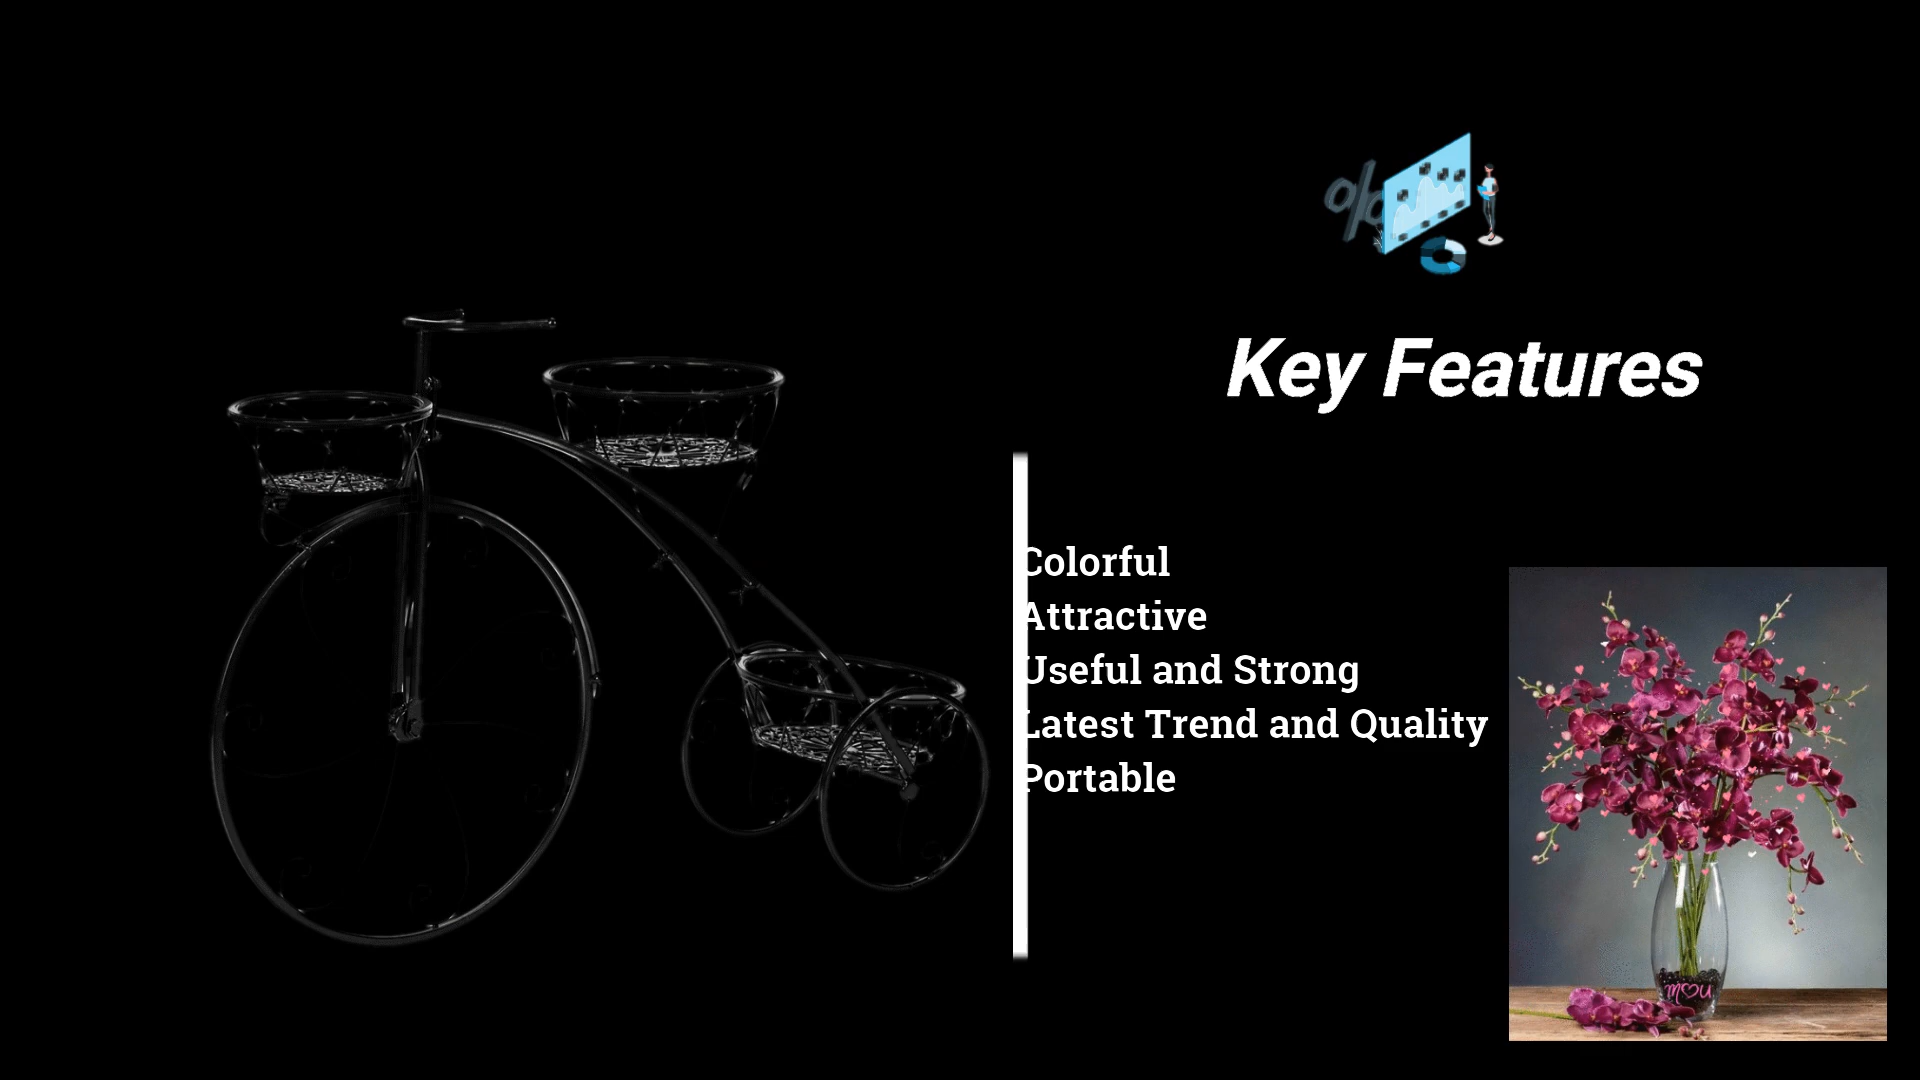 %
Key Features
Colorful
Attractive
Useful and Strong
Latest Trend and Quality
Portable